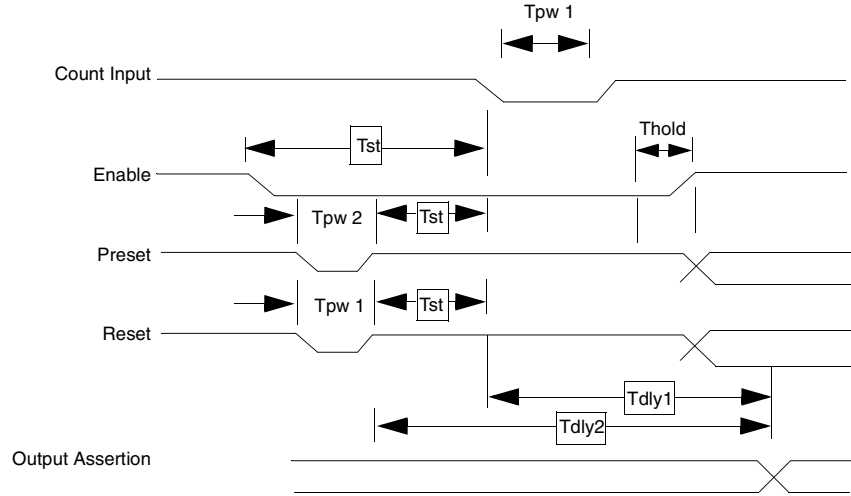 Tpw 1
Count Input
Thold
Tst
Enable
Tpw 2
Tst
Preset
Tpw 1
Tst
Reset
Tdly1
Tdly2
Output Assertion